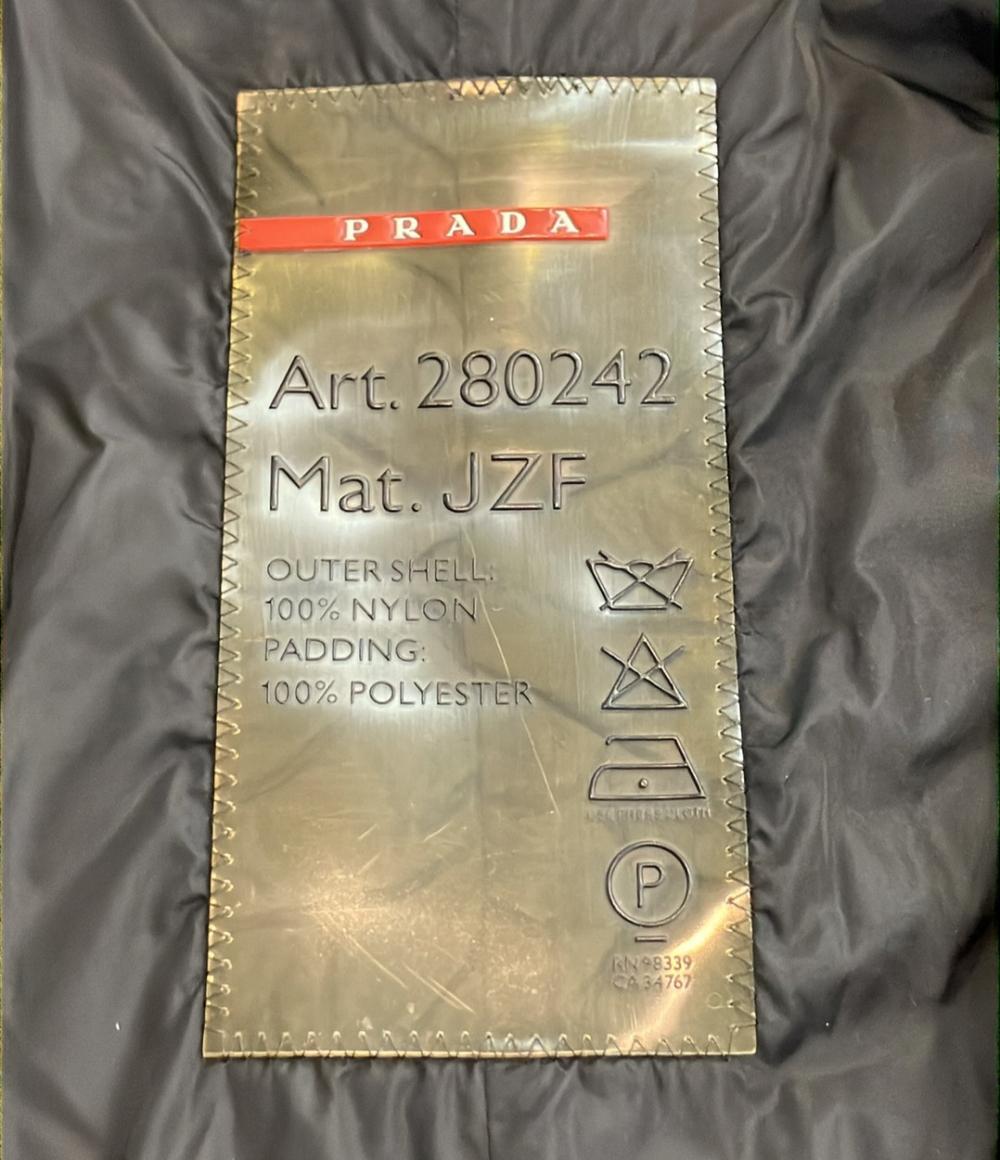 PRADA
Art. 280242
Mat. JZF
OUTER SHELL:
100% NYLON
PADDING:
100% POLYESTER
P
RN 98339
CA 34767